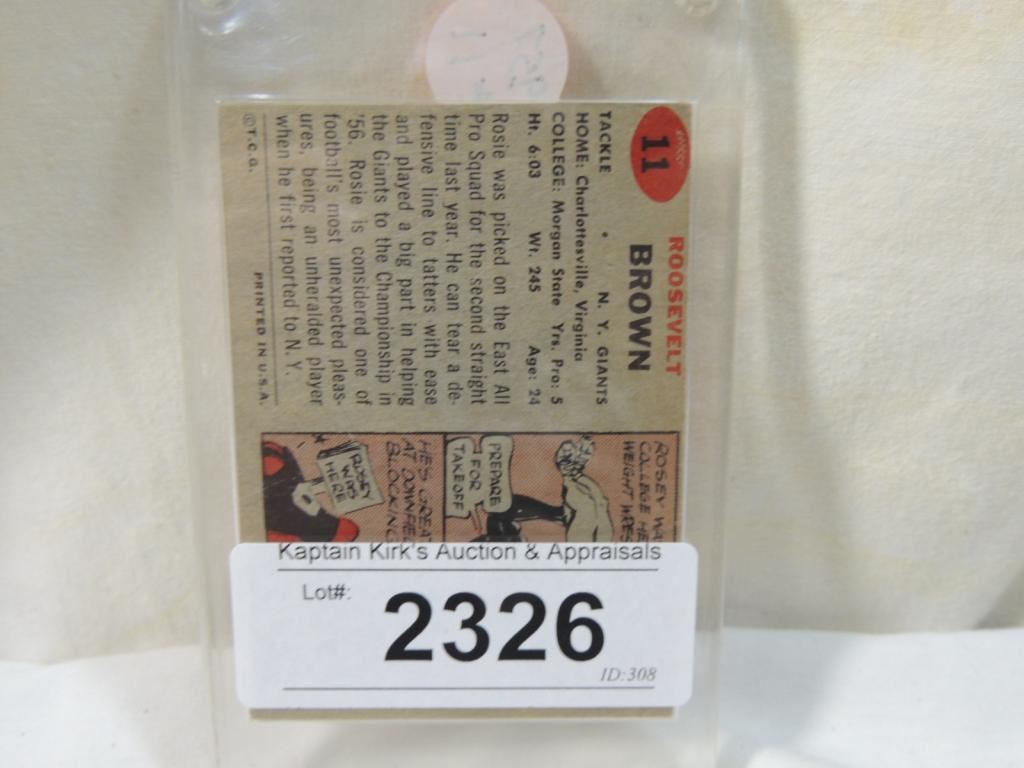 11
ROOSEVELT
BROWN
TACKLE • N. Y. GIANTS
HOME: Charlottesville, Virginia
COLLEGE: Morgan State Yrs. Pro: 5
Ht. 6:03 Wt. 245 Age: 24
Rosie was picked on the East All
Pro Squad for the second straight
time last year. He can tear a de-
fensive line to tatters with ease
and played a big part in helping
the Giants to the Championship in
'56. Rosie is considered one of
football's most unexpected pleas-
ures, being an unheralded player
when he first reported to N. Y.
©T.C.G. PRINTED IN U.S.A.
ROSEY
COLLEGE
WEIGHT
PREPARE
FOR
TAKEOFF
HE'S
AT
BLOCKING
ROSEY
WAS
HERE
Kaptain Kirk's Auction & Appraisals
Lot#: 2326
ID:308